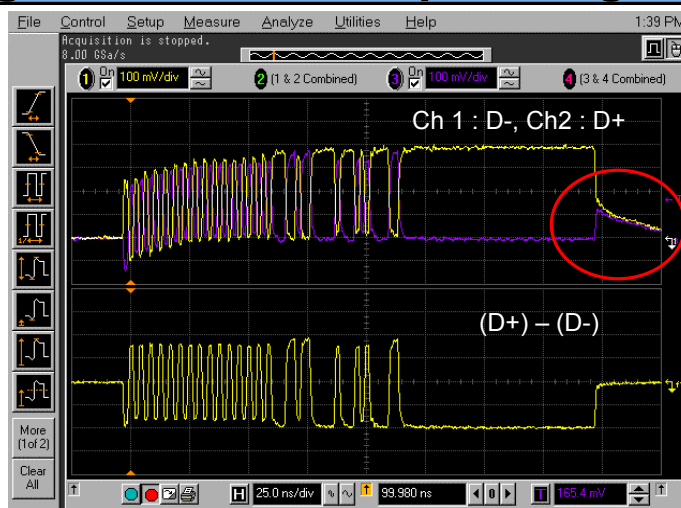 File Control Setup Measure Analyze Utilities Help 1:39 PM
Acquisition is stopped.
8.00 GSa/s
1 On 100 mV/div 2 (1 & 2 Combined) 3 On 100 mV/div 4 (3 & 4 Combined)
Ch 1 : D-, Ch2 : D+
(D+) – (D-)
More
(1of 2)
Clear
All
H 25.0 ns/div 99.980 ns 0 T 165.4 mV